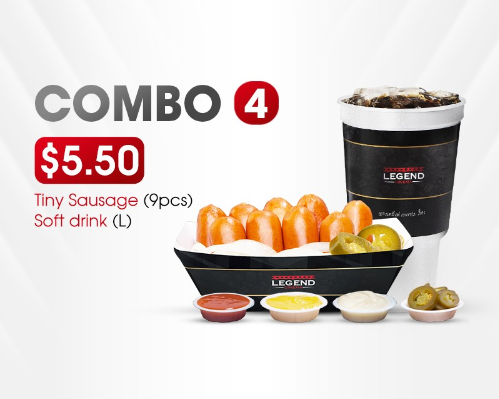 COMBO 4
$5.50
Tiny Sausage (9pcs)
Soft drink (L)
LEGEND
LEGEND